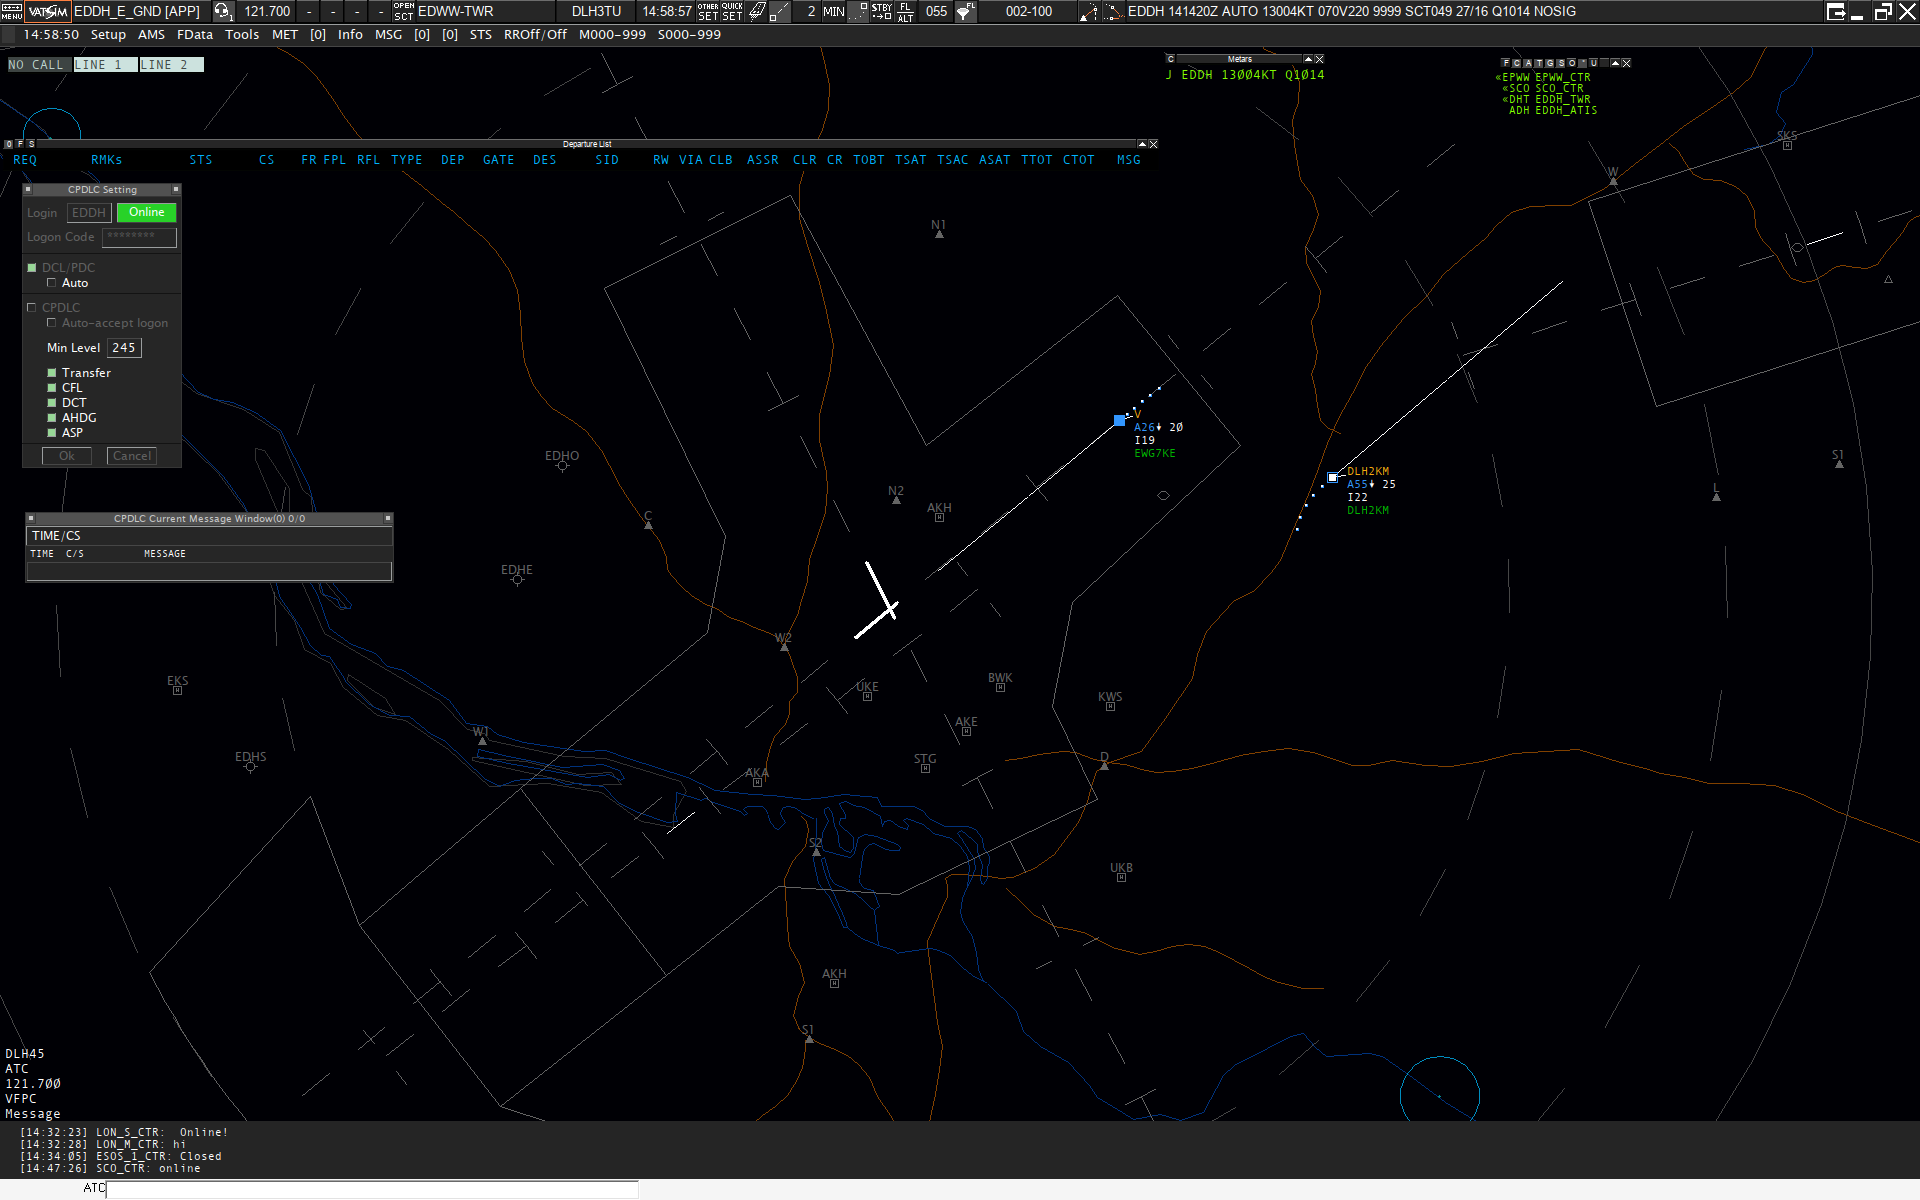 MENU VATSIM EDDH_E_GND [APP] 1 121.700 - - - - OPEN SCT EDWW-TWR DLH3TU 14:58:57 OTHER SET QUICK SET 2 MIN STBY FL ALT 055 FL 002-100 EDDH 141420Z AUTO 13004KT 070V220 9999 SCT049 27/16 Q1014 NOSIG
14:58:50 Setup AMS FData Tools MET [0] Info MSG [0] [0] STS RROff/Off M000-999 S000-999
NO CALL LINE 1 LINE 2
C Metars
J EDDH 13004KT Q1014
F C A T G S O * U
«EPWW EPWW_CTR
«SCO SCO_CTR
«DHT EDDH_TWR
ADH EDDH_ATIS
O F S Departure List
REQ RMKs STS CS FR FPL RFL TYPE DEP GATE DES SID RW VIA CLB ASSR CLR CR TOBT TSAT TSAC ASAT TTOT CTOT MSG
CPDLC Setting
Login EDDH Online
Logon Code ********
DCL/PDC
Auto
CPDLC
Auto-accept logon
Min Level 245
Transfer
CFL
DCT
AHDG
ASP
Ok Cancel
SKS
W
N1
V
A26 20
I19
EWG7KE
EDHO
S1
DLH2KM
A55 25
I22
DLH2KM
N2
L
AKH
C
CPDLC Current Message Window(0) 0/0
TIME/CS
TIME C/S MESSAGE
EDHE
W2
EKS
UKE
BWK
KWS
AKE
W1
EDHS
STG
D
AKA
S2
UKB
AKH
S1
DLH45
ATC
121.700
VFPC
Message
[14:32:23] LON_S_CTR: Online!
[14:32:28] LON_M_CTR: hi
[14:34:05] ESOS_1_CTR: Closed
[14:47:26] SCO_CTR: online
ATC